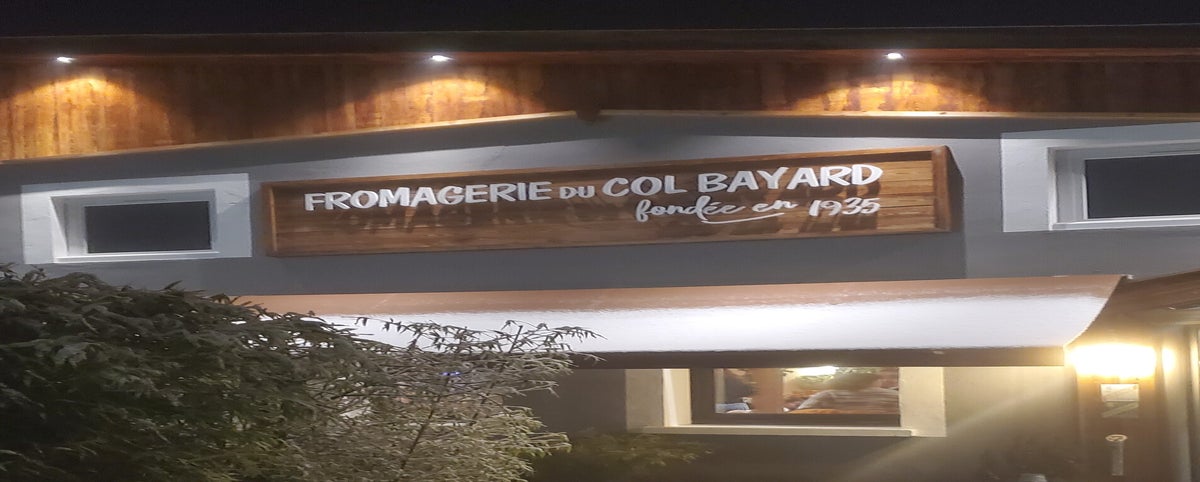 FROMAGERIE DU COL BAYARD
fondée en 1935